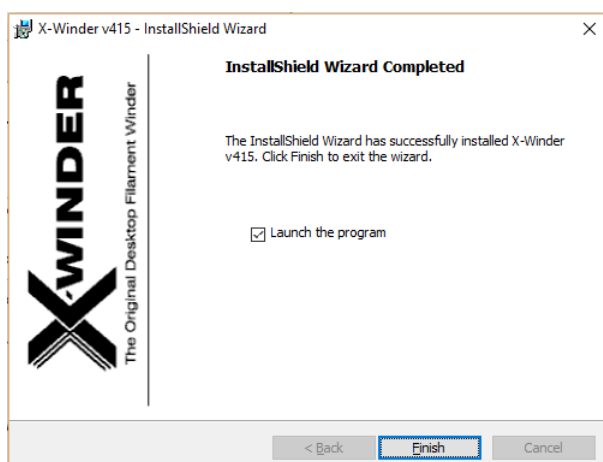 X-Winder v415 - InstallShield Wizard
X-WINDER
The Original Desktop Filament Winder
InstallShield Wizard Completed
The InstallShield Wizard has successfully installed X-Winder
v415. Click Finish to exit the wizard.
Launch the program
< Back
Finish
Cancel